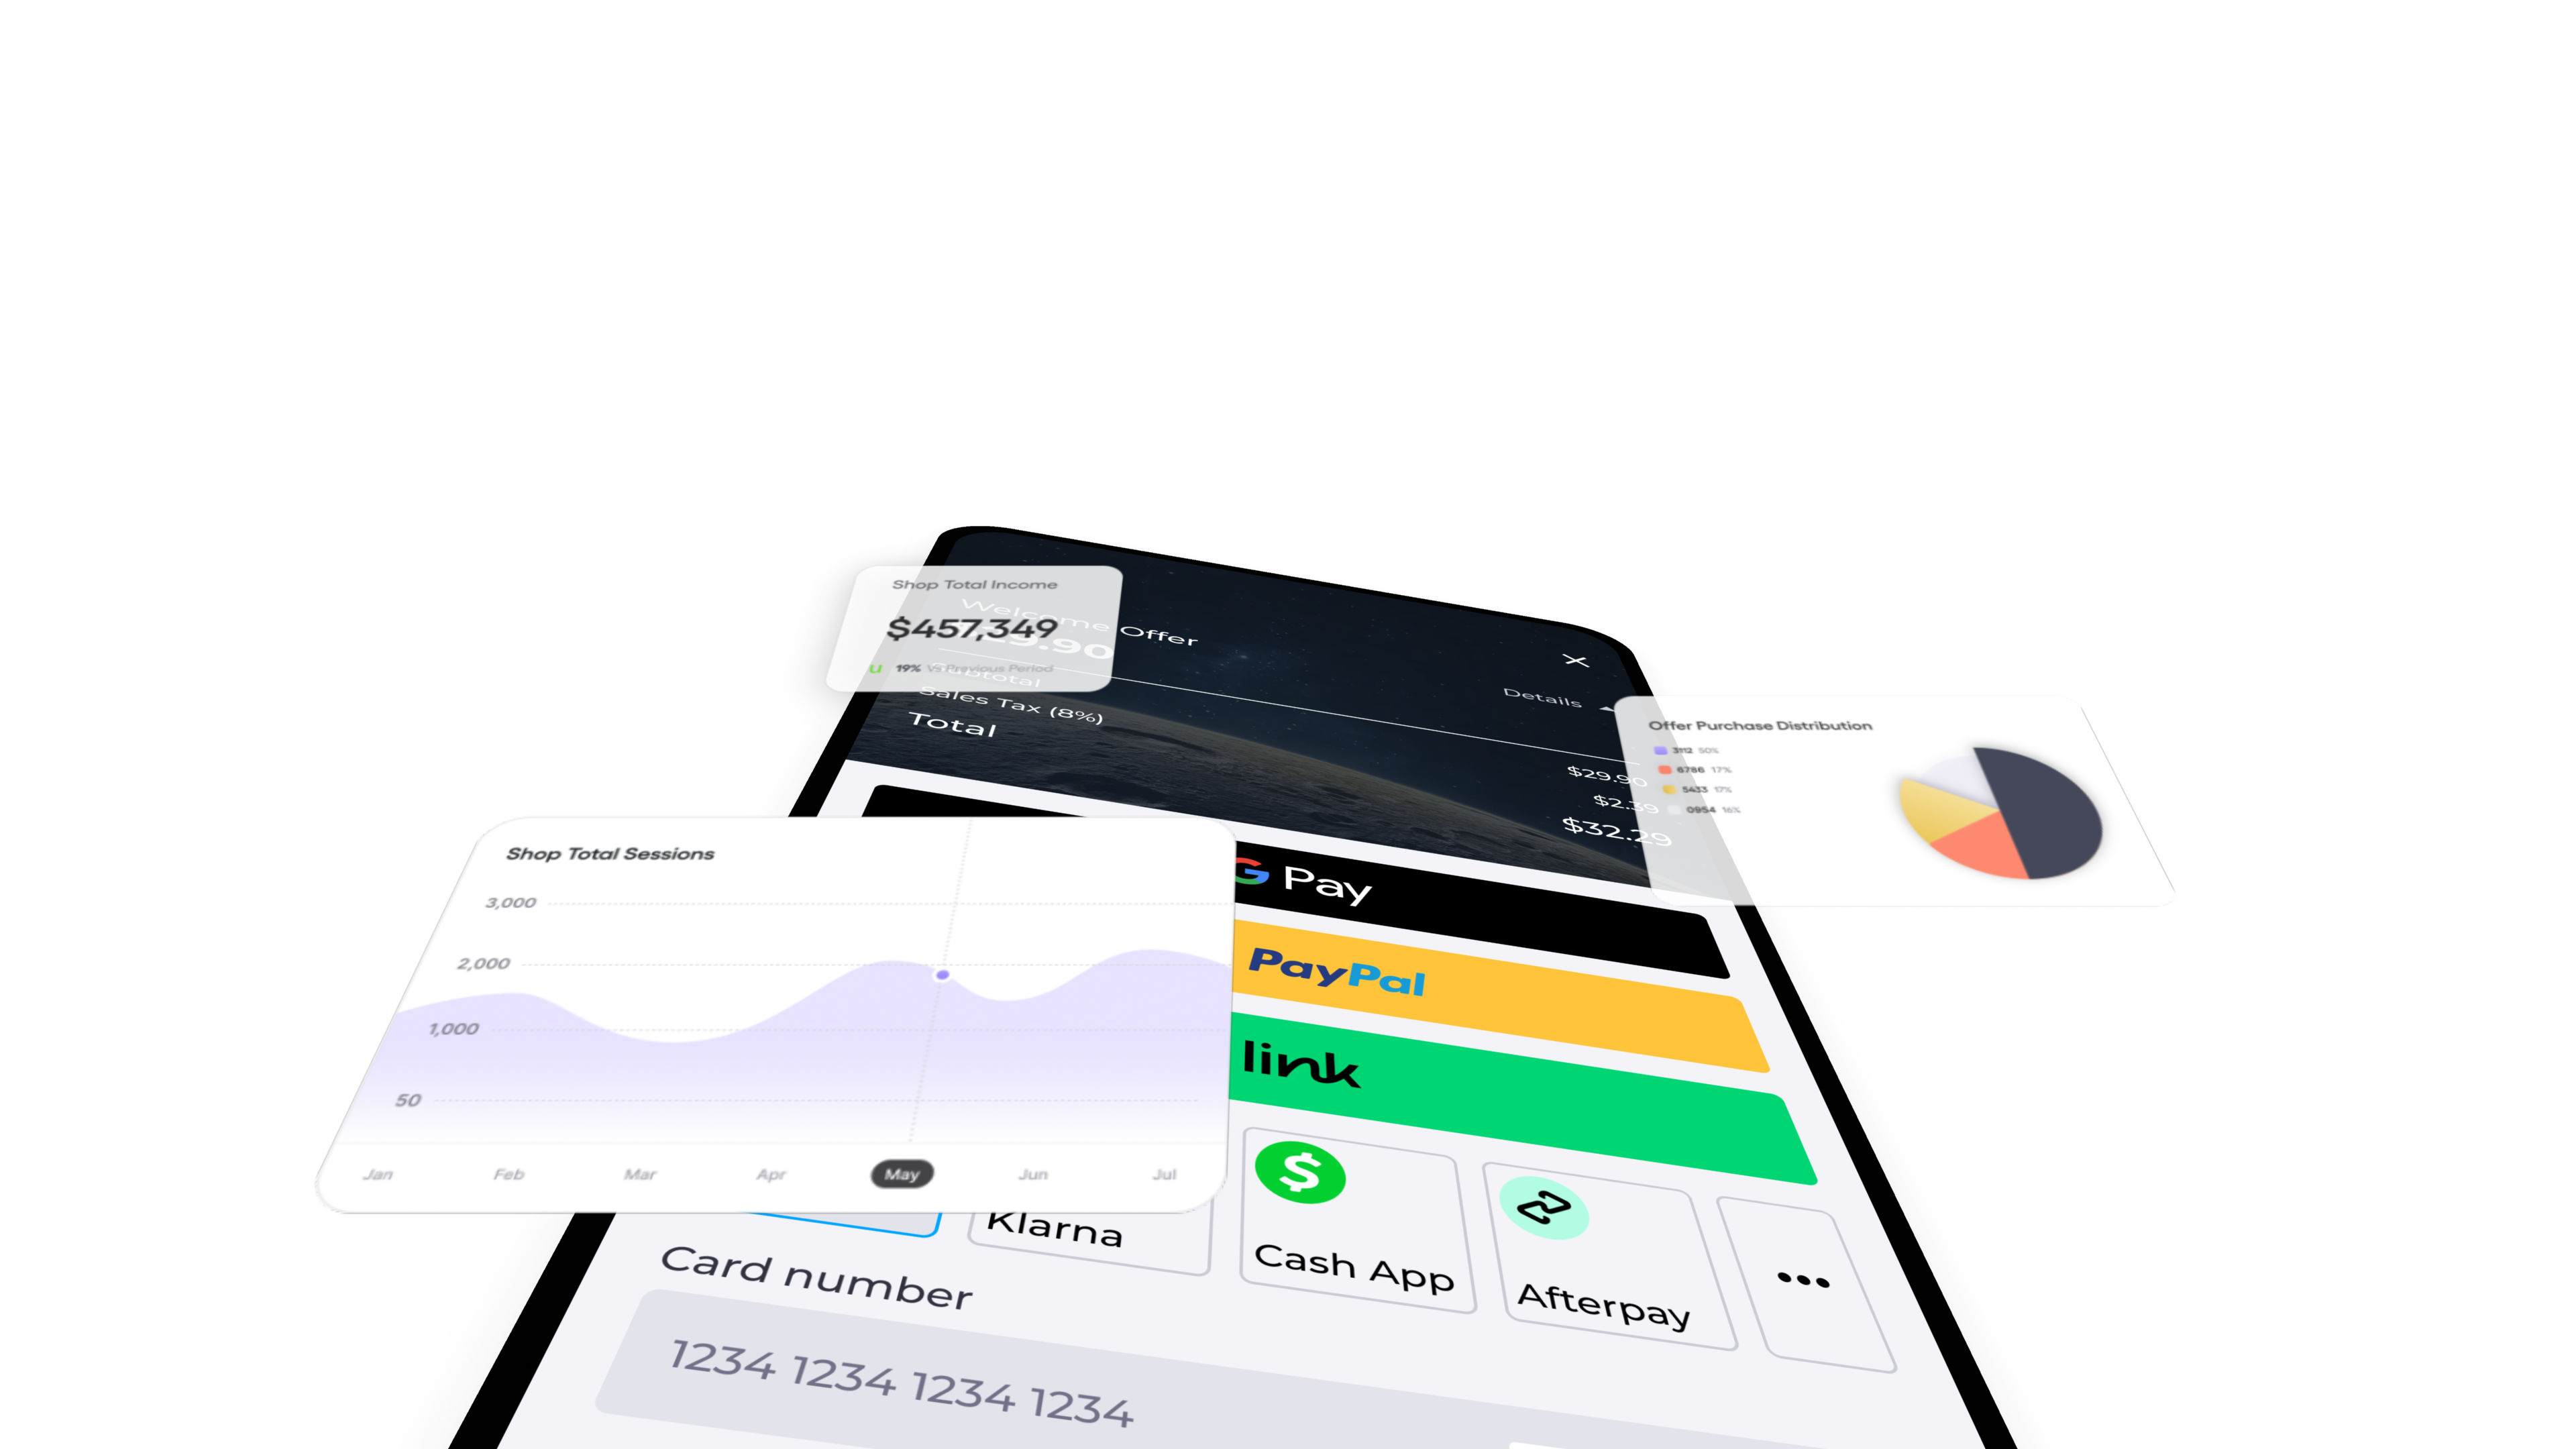 Shop Total Income
$457,349
19% Vs Previous Period
Welcome Offer
$29.90
Details
Subtotal
$29.90
Sales Tax (8%)
$2.39
Total
$32.29
Offer Purchase Distribution
3112 50%
6786 17%
5433 17%
0954 16%
Shop Total Sessions
3,000
2,000
1,000
50
Jan Feb Mar Apr May Jun Jul
G Pay
PayPal
link
Klarna
$
Cash App
Afterpay
Card number
1234 1234 1234 1234